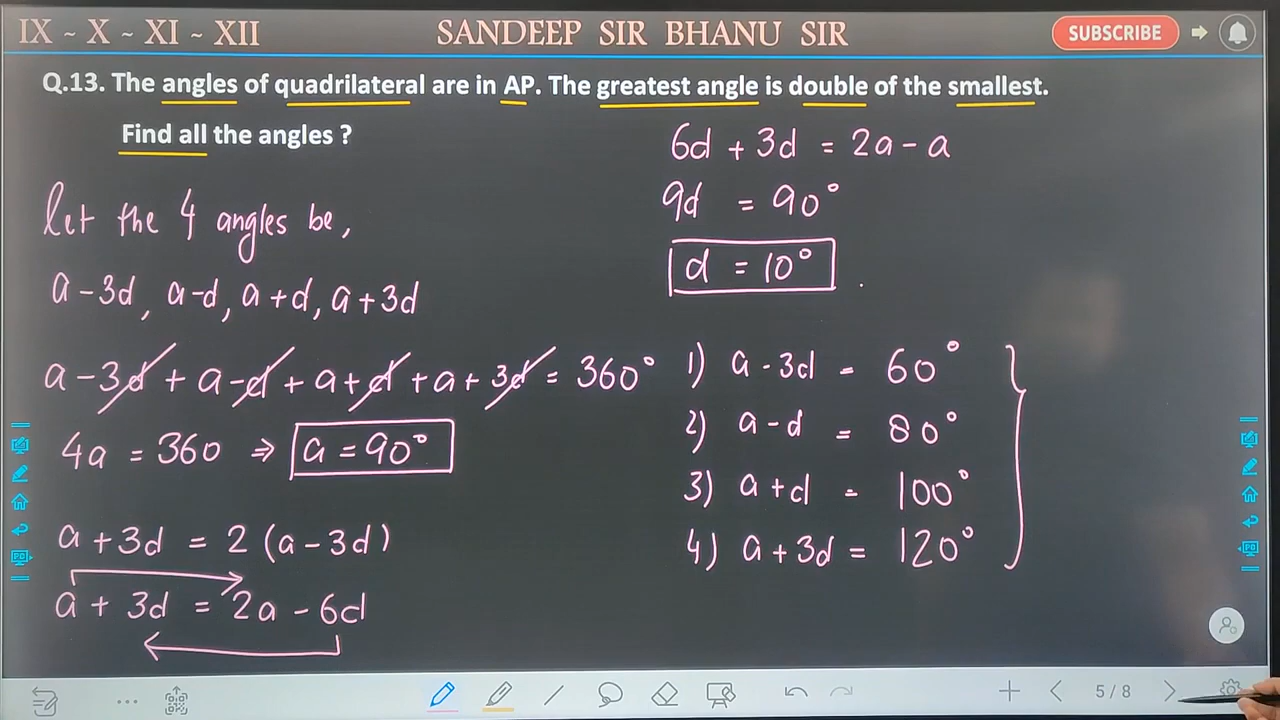 IX ~ X ~ XI ~ XII
SANDEEP SIR BHANU SIR
SUBSCRIBE
Q.13. The angles of quadrilateral are in AP. The greatest angle is double of the smallest.
Find all the angles ?
let the 4 angles be,
a - 3d, a - d, a + d, a + 3d
a - 3d + a - d + a + d + a + 3d = 360°
4a = 360 ⇒ a = 90°
a + 3d = 2 (a - 3d)
a + 3d = 2a - 6d
6d + 3d = 2a - a
9d = 90°
d = 10°
1) a - 3d = 60°
2) a - d = 80°
3) a + d = 100°
4) a + 3d = 120°
5 / 8